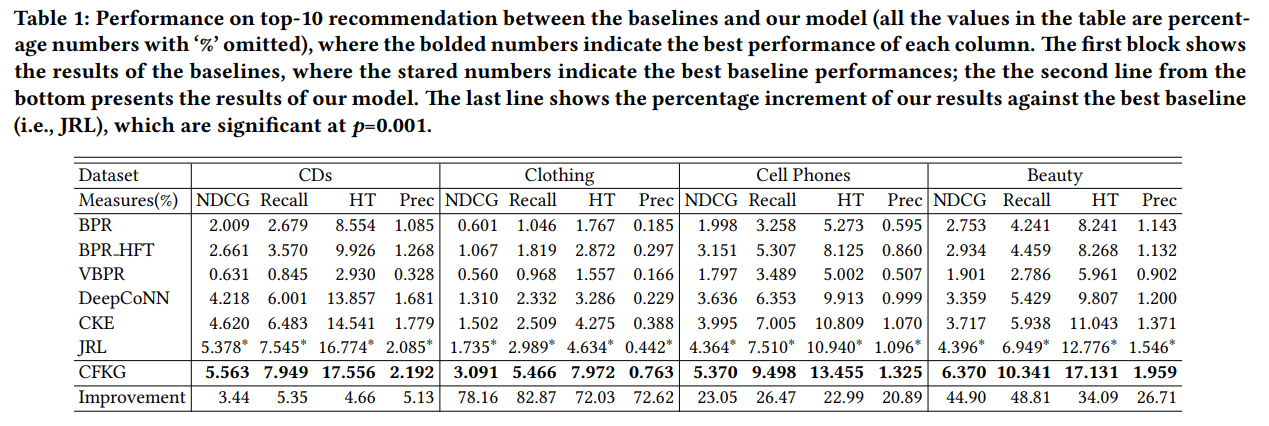 Table 1: Performance on top-10 recommendation between the baselines and our model (all the values in the table are percent-
age numbers with ‘%’ omitted), where the bolded numbers indicate the best performance of each column. The first block shows
the results of the baselines, where the stared numbers indicate the best baseline performances; the the second line from the
bottom presents the results of our model. The last line shows the percentage increment of our results against the best baseline
(i.e., JRL), which are significant at p=0.001.
Dataset CDs Clothing Cell Phones Beauty
Measures(%) NDCG Recall HT Prec NDCG Recall HT Prec NDCG Recall HT Prec NDCG Recall HT Prec
BPR 2.009 2.679 8.554 1.085 0.601 1.046 1.767 0.185 1.998 3.258 5.273 0.595 2.753 4.241 8.241 1.143
BPR_HFT 2.661 3.570 9.926 1.268 1.067 1.819 2.872 0.297 3.151 5.307 8.125 0.860 2.934 4.459 8.268 1.132
VBPR 0.631 0.845 2.930 0.328 0.560 0.968 1.557 0.166 1.797 3.489 5.002 0.507 1.901 2.786 5.961 0.902
DeepCoNN 4.218 6.001 13.857 1.681 1.310 2.332 3.286 0.229 3.636 6.353 9.913 0.999 3.359 5.429 9.807 1.200
CKE 4.620 6.483 14.541 1.779 1.502 2.509 4.275 0.388 3.995 7.005 10.809 1.070 3.717 5.938 11.043 1.371
JRL 5.378* 7.545* 16.774* 2.085* 1.735* 2.989* 4.634* 0.442* 4.364* 7.510* 10.940* 1.096* 4.396* 6.949* 12.776* 1.546*
CFKG 5.563 7.949 17.556 2.192 3.091 5.466 7.972 0.763 5.370 9.498 13.455 1.325 6.370 10.341 17.131 1.959
Improvement 3.44 5.35 4.66 5.13 78.16 82.87 72.03 72.62 23.05 26.47 22.99 20.89 44.90 48.81 34.09 26.71